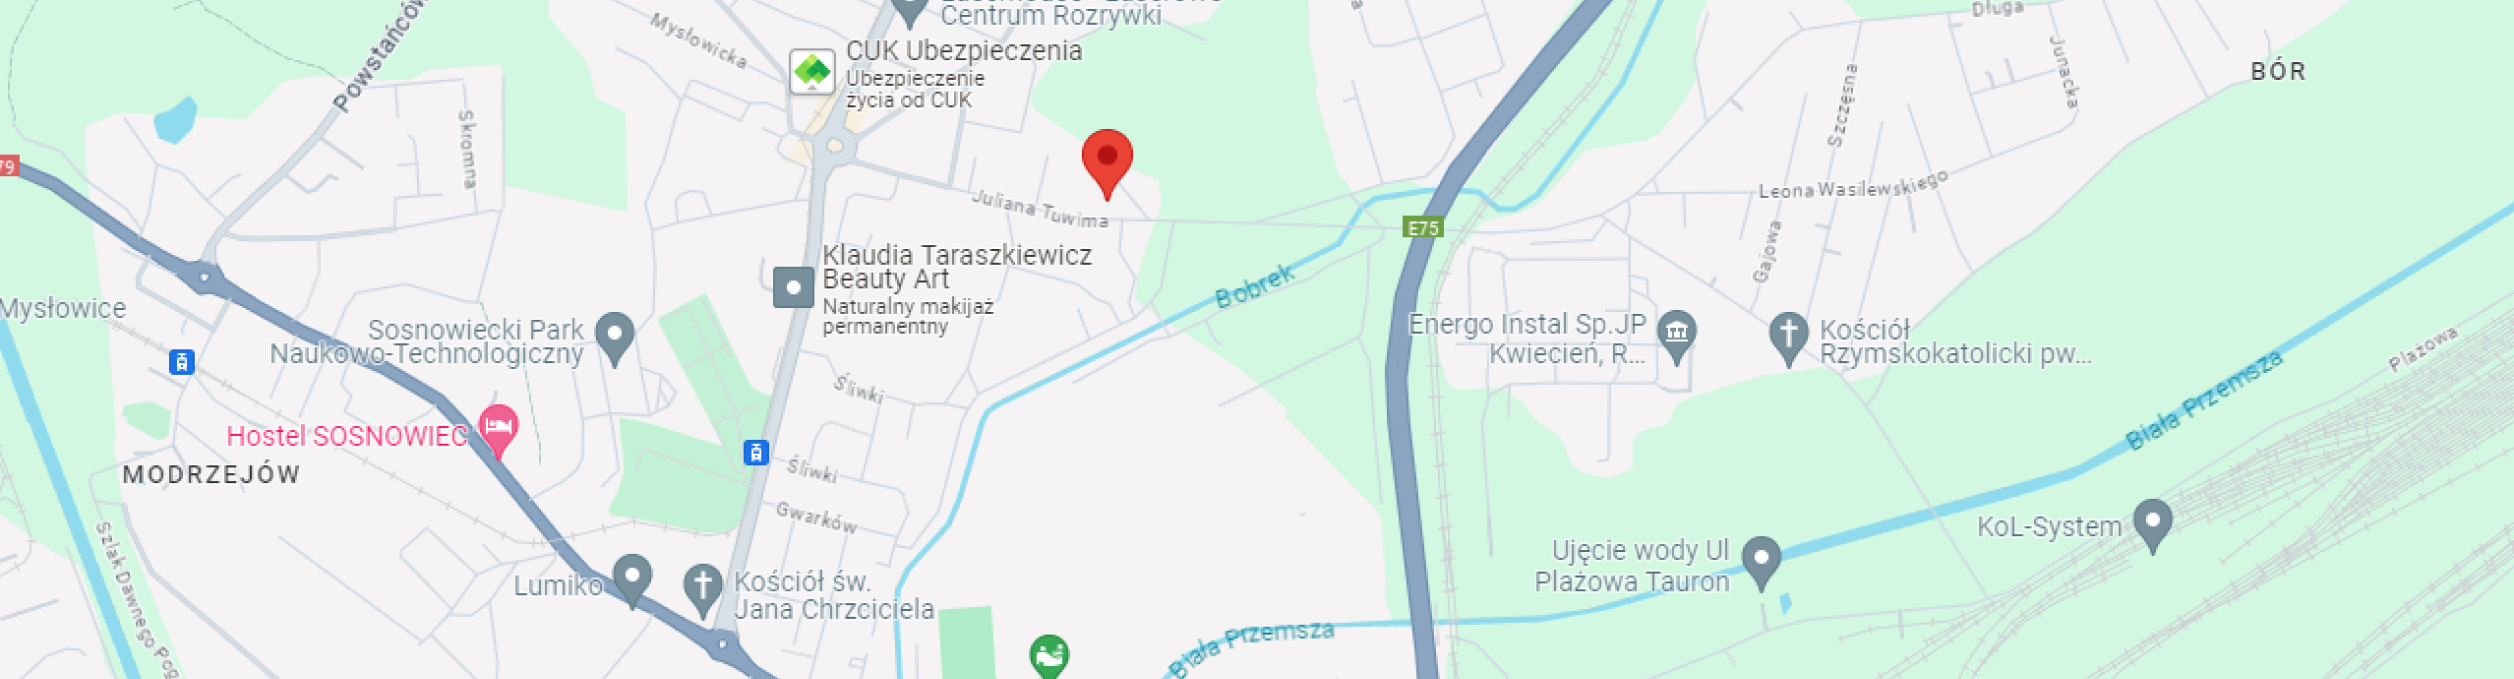 Centrum Rozrywki
Długa
Mysłowicka
Powstańców
CUK Ubezpieczenia
Ubezpieczenie
życia od CUK
Junacka
BÓR
Szczęsna
Skromna
79
Leona Wasilewskiego
Juliana Tuwima
E75
Gajowa
Klaudia Taraszkiewicz
Beauty Art
Naturalny makijaż
permanentny
Bobrek
Mysłowice
Sosnowiecki Park
Naukowo-Technologiczny
Energo Instal Sp.JP
Kwiecień, R...
Kościół
Rzymskokatolicki pw...
Plażowa
Śliwki
Biała Przemsza
Hostel SOSNOWIEC
MODRZEJÓW
Śliwki
Gwarków
KoL-System
Szlak Dawnego Pog
Ujęcie wody Ul
Plażowa Tauron
Lumiko
Kościół św.
Jana Chrzciciela
Biała Przemsza